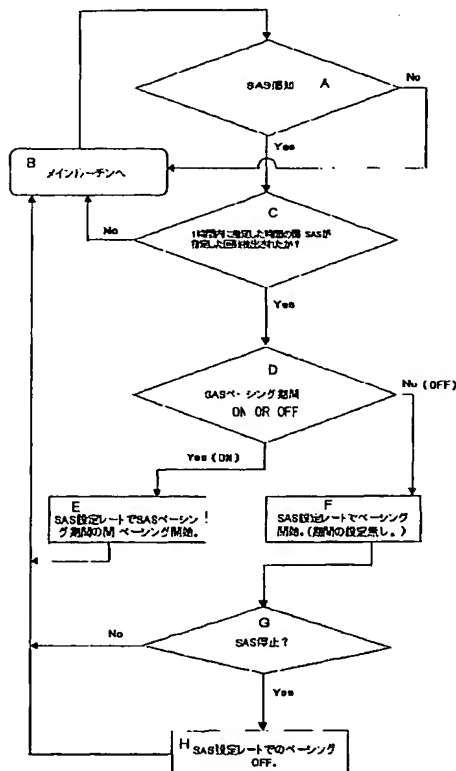 SAS感知 A
No
Yes
B メインルーチンへ
C
No
1時間内に指定した時間の間 SASが
指定した回数検出されたか?
Yes
D
SASペーシング期間
ON OR OFF
No (OFF)
Yes (ON)
E
SAS設定レートでSASペーシン
グ期間の間 ペーシング開始。
F
SAS設定レートでペーシング
開始。(期間の設定無し。)
G
No
SAS停止?
Yes
H SAS設定レートでのペーシング
OFF.